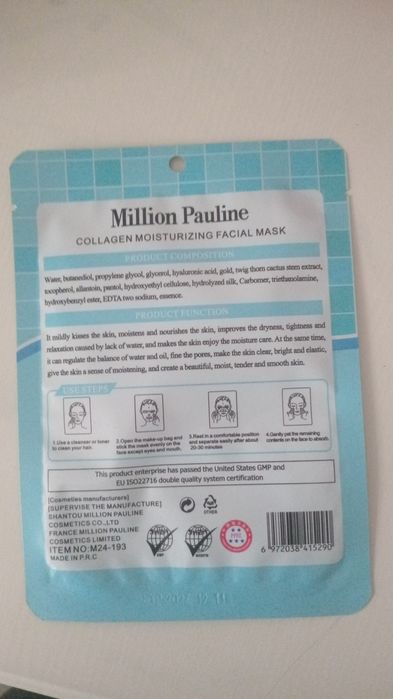 Million Pauline
COLLAGEN MOISTURIZING FACIAL MASK
PRODUCT COMPOSITION
Water, butanediol, propylene glycol, glycerol, hyaluronic acid, gold, twig thorn cactus stem extract,
tocopherol, allantoin, pantol, hydroxyethyl cellulose, hydrolyzed silk, Carbomer, triethanolamine,
hydroxybenzyl ester, EDTA two sodium, essence.
PRODUCT FUNCTION
It mildly kisses the skin, moistens and nourishes the skin, improves the dryness, tightness and
relaxation caused by lack of water, and makes the skin enjoy the moisture care. At the same time,
it can regulate the balance of water and oil, fine the pores, make the skin clear, bright and elastic,
give the skin a sense of moistening, and create a beautiful, moist, tender and smooth skin.
USE STEPS
1.Use a cleanser or toner
to clean your hair.
2.Open the make-up bag and
stick the mask evenly on the
face except eyes and mouth.
3.Rest in a comfortable position
and separate easily after about
20-30 minutes
4.Gently pat the remaining
contents on the face to absorb.
This product enterprise has passed the United States GMP and
EU ISO22716 double quality system certification
[Cosmetics manufacturers]
[SUPERVISE THE MANUFACTURE]
SHANTOU MILLION PAULINE
COSMETICS CO.,LTD
FRANCE MILLION PAULINE
COSMETICS LIMITED
ITEM NO:M24-193
MADE IN P.R.C
6 972038 415290